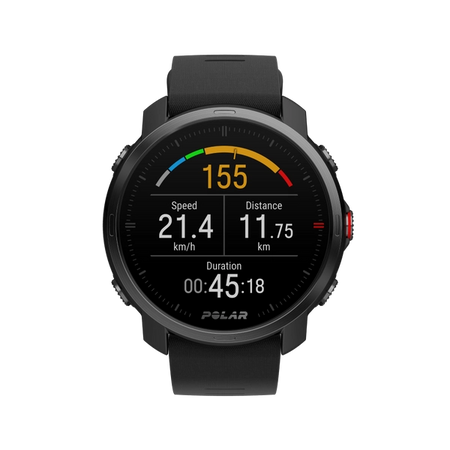 155
Speed Distance
21.4 11.75
km/h km
Duration
00:45:18
POLAR